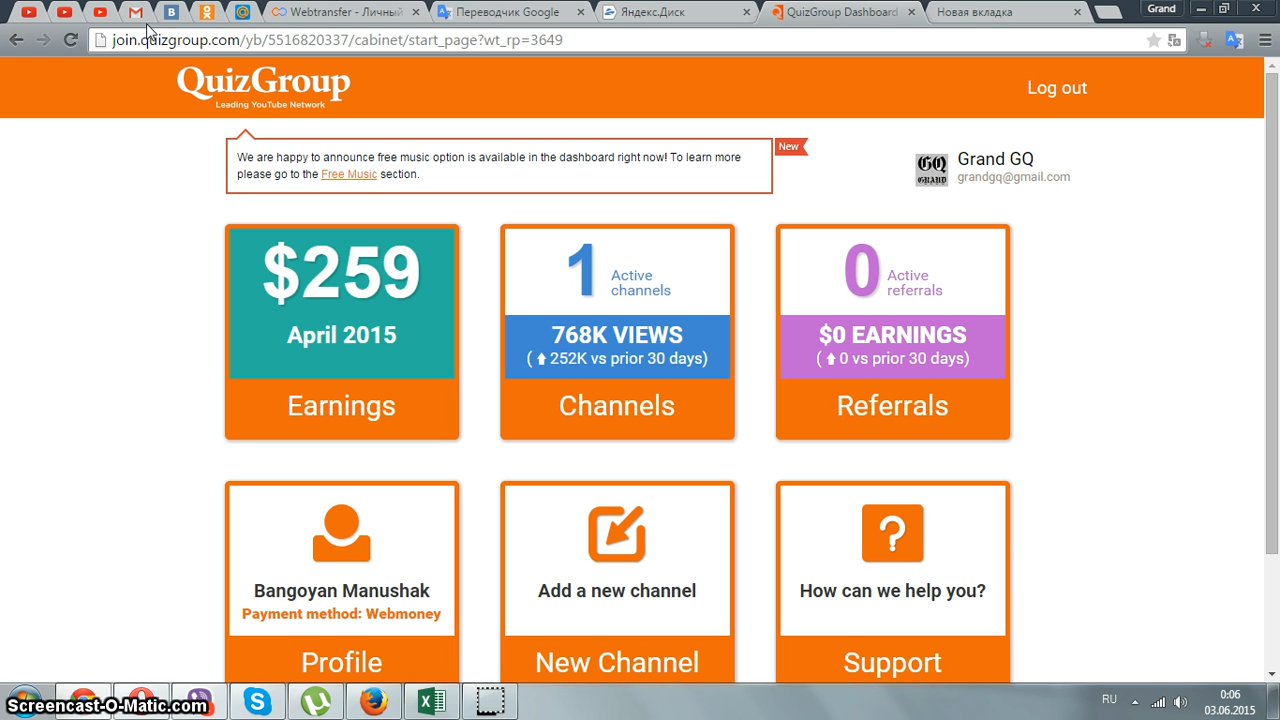 Webtransfer - Личный
Переводчик Google
Яндекс.Диск
QuizGroup Dashboard
Новая вкладка
Grand
join.quizgroup.com/yb/5516820337/cabinet/start_page?wt_rp=3649
QuizGroup
Leading YouTube Network
Log out
We are happy to announce free music option is available in the dashboard right now! To learn more
please go to the Free Music section.
New
GQ
GRAND
Grand GQ
grandgq@gmail.com
$259
April 2015
Earnings
1 Active
channels
768K VIEWS
( 252K vs prior 30 days)
Channels
0 Active
referrals
$0 EARNINGS
( 0 vs prior 30 days)
Referrals
Bangoyan Manushak
Payment method: Webmoney
Profile
Add a new channel
New Channel
How can we help you?
Support
Screencast-O-Matic.com
RU
0:06
03.06.2015